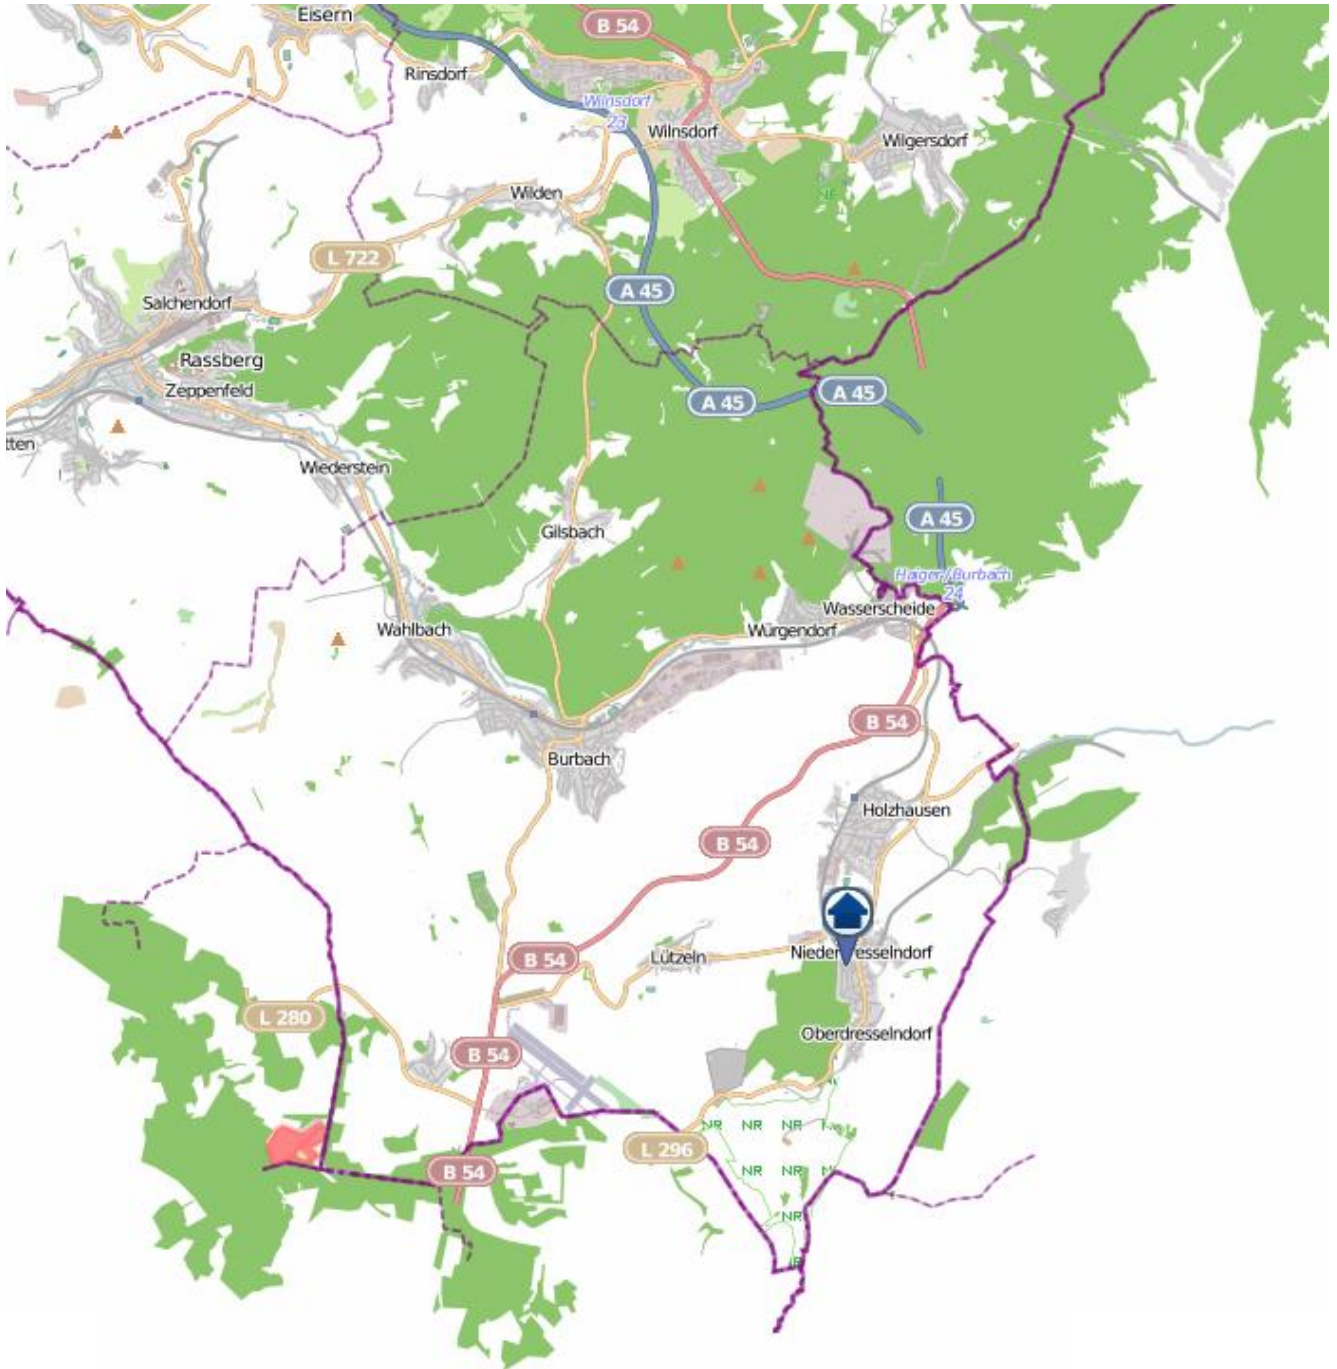 Eisern
B 54
Rinsdorf
Wilnsdorf
23
Wilnsdorf
Wilgersdorf
NR
Wilden
L 722
A 45
Salchendorf
Rassberg
Zeppenfeld
A 45
A 45
tten
Wiederstein
A 45
Gilsbach
Haiger/Burbach
24
Wasserscheide
Wahlbach
Würgendorf
B 54
Burbach
Holzhausen
B 54
B 54
Lützeln
L 280
Oberdresselndorf
B 54
NR NR NR
L 296
B 54
NR NR
NR